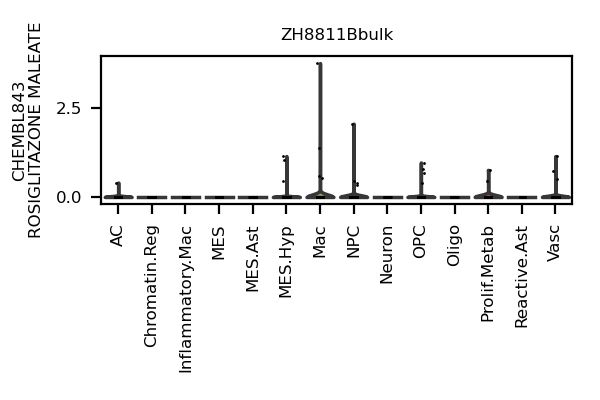 ZH8811Bbulk
CHEMBL843
ROSIGLITAZONE MALEATE
2.5
0.0
AC
Chromatin.Reg
Inflammatory.Mac
MES
MES.Ast
MES.Hyp
Mac
NPC
Neuron
OPC
Oligo
Prolif.Metab
Reactive.Ast
Vasc